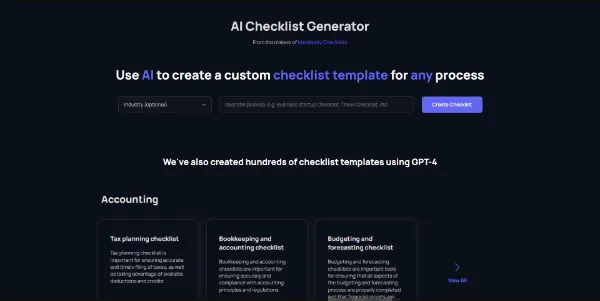 AI Checklist Generator
From the makers of Manifestly Checklists
Use AI to create a custom checklist template for any process
Industry (optional)
Describe process, e.g. Business Startup Checklist, Travel Checklist, etc
Create Checklist
We've also created hundreds of checklist templates using GPT-4
Accounting
Tax planning checklist
Tax planning checklist is
important for ensuring accurate
and timely filing of taxes, as well
as taking advantage of available
deductions and credits
Bookkeeping and
accounting checklist
Bookkeeping and accounting
checklists are important for
ensuring accuracy and
compliance with accounting
principles and regulations.
Budgeting and
forecasting checklist
Budgeting and forecasting
checklists are important tools
for ensuring that all aspects of
the budgeting and forecasting
process are properly completed
and that financial reports are
View All